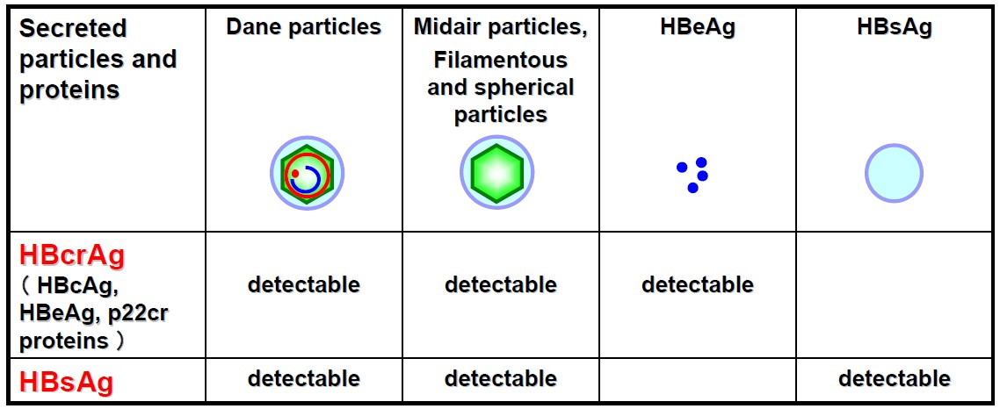 Secreted
particles and
proteins
Dane particles
Midair particles,
Filamentous
and spherical
particles
HBeAg
HBsAg
HBcrAg
( HBcAg,
HBeAg, p22cr
proteins )
detectable
detectable
detectable
HBsAg
detectable
detectable
detectable